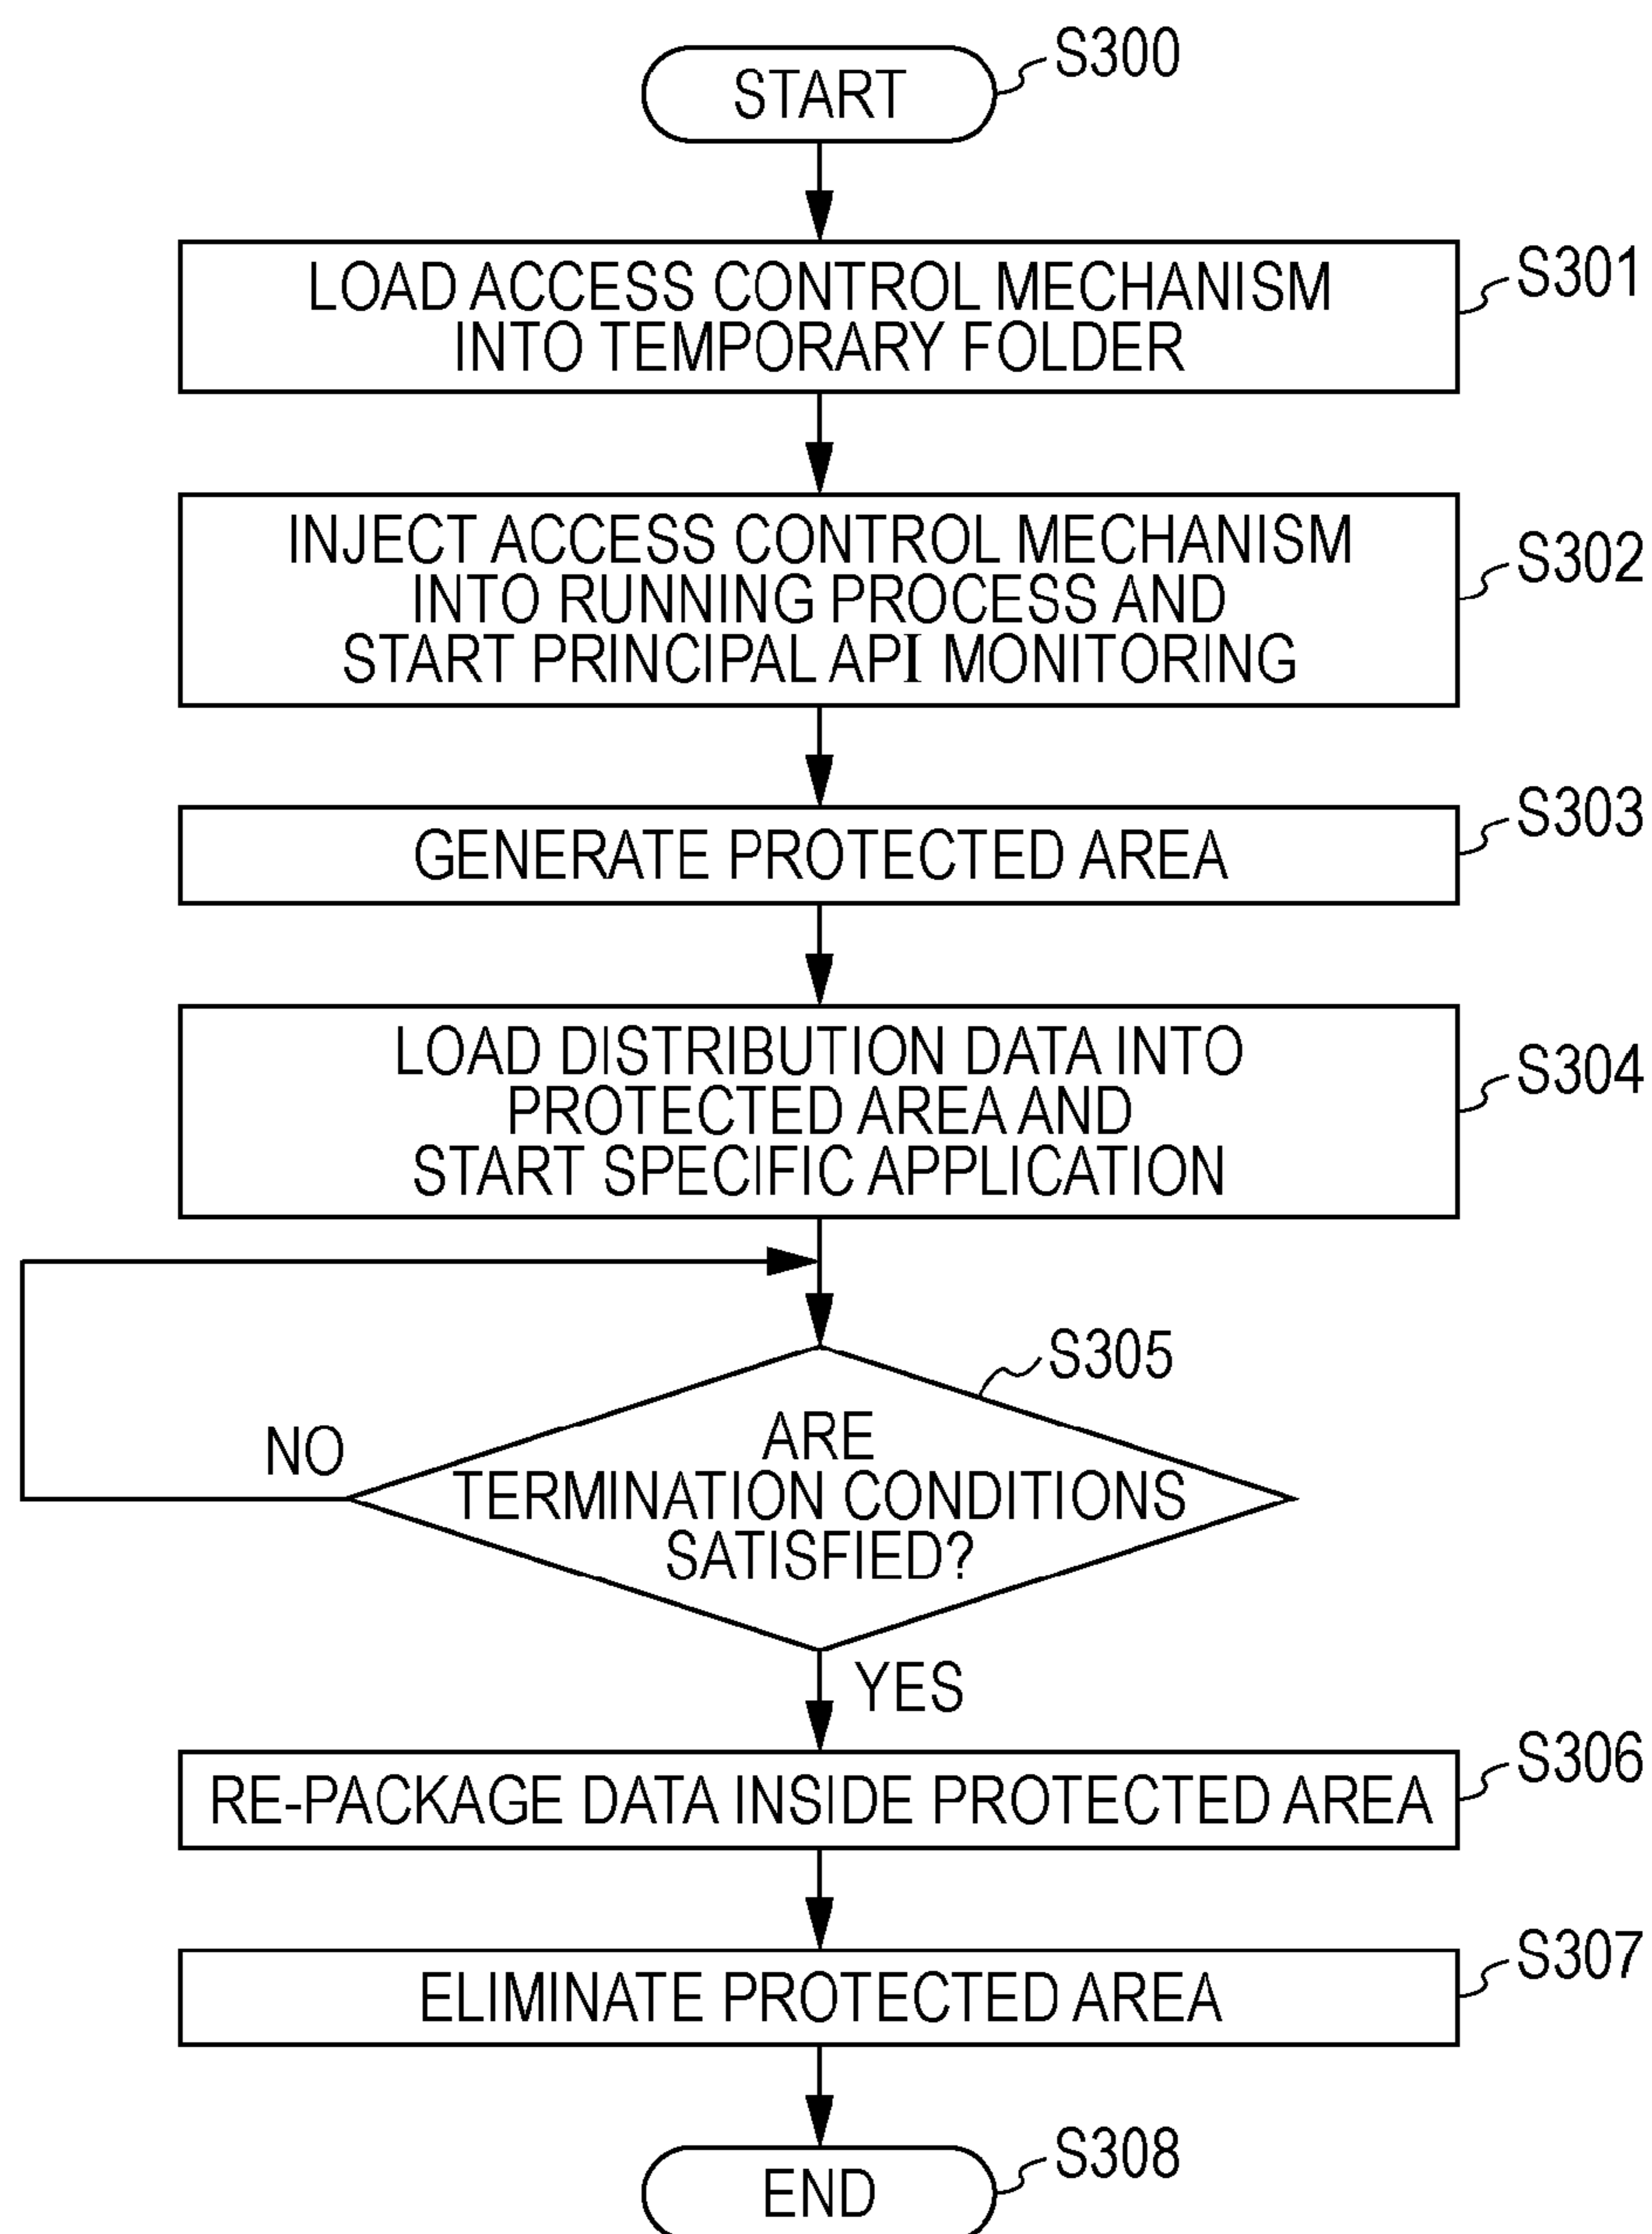 START
S300
LOAD ACCESS CONTROL MECHANISM
INTO TEMPORARY FOLDER
S301
INJECT ACCESS CONTROL MECHANISM
INTO RUNNING PROCESS AND
START PRINCIPAL API MONITORING
S302
GENERATE PROTECTED AREA
S303
LOAD DISTRIBUTION DATA INTO
PROTECTED AREA AND
START SPECIFIC APPLICATION
S304
S305
ARE
TERMINATION CONDITIONS
SATISFIED?
NO
YES
RE-PACKAGE DATA INSIDE PROTECTED AREA
S306
ELIMINATE PROTECTED AREA
S307
END
S308